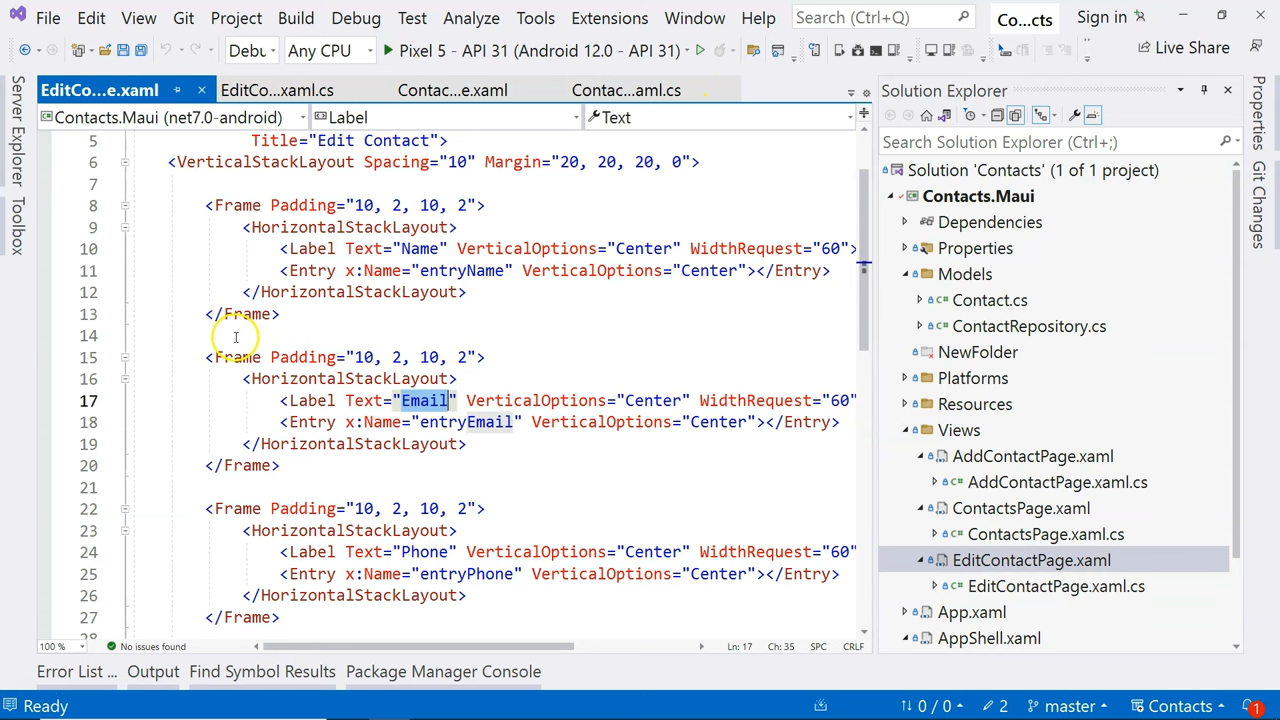 File Edit View Git Project Build Debug Test Analyze Tools Extensions Window Help Search (Ctrl+Q) Co...cts Sign in
Debu Any CPU Pixel 5 - API 31 (Android 12.0 - API 31) Live Share
EditCo...e.xaml EditCo...xaml.cs Contac...e.xaml Contac...aml.cs
Contacts.Maui (net7.0-android) Label Text
5 Title="Edit Contact">
6 <VerticalStackLayout Spacing="10" Margin="20, 20, 20, 0">
7
8 <Frame Padding="10, 2, 10, 2">
9 <HorizontalStackLayout>
10 <Label Text="Name" VerticalOptions="Center" WidthRequest="60">
11 <Entry x:Name="entryName" VerticalOptions="Center"></Entry>
12 </HorizontalStackLayout>
13 </Frame>
14
15 <Frame Padding="10, 2, 10, 2">
16 <HorizontalStackLayout>
17 <Label Text="Email" VerticalOptions="Center" WidthRequest="60"
18 <Entry x:Name="entryEmail" VerticalOptions="Center"></Entry>
19 </HorizontalStackLayout>
20 </Frame>
21
22 <Frame Padding="10, 2, 10, 2">
23 <HorizontalStackLayout>
24 <Label Text="Phone" VerticalOptions="Center" WidthRequest="60"
25 <Entry x:Name="entryPhone" VerticalOptions="Center"></Entry>
26 </HorizontalStackLayout>
27 </Frame>
28
100 % No issues found Ln: 17 Ch: 35 SPC CRLF
Server Explorer
Toolbox
Solution Explorer
Search Solution Explorer (Ctrl+;)
Solution 'Contacts' (1 of 1 project)
Contacts.Maui
Dependencies
Properties
Models
Contact.cs
ContactRepository.cs
NewFolder
Platforms
Resources
Views
AddContactPage.xaml
AddContactPage.xaml.cs
ContactsPage.xaml
ContactsPage.xaml.cs
EditContactPage.xaml
EditContactPage.xaml.cs
App.xaml
AppShell.xaml
Properties
Git Changes
Error List ... Output Find Symbol Results Package Manager Console
Ready 0 / 0 2 master Contacts 1